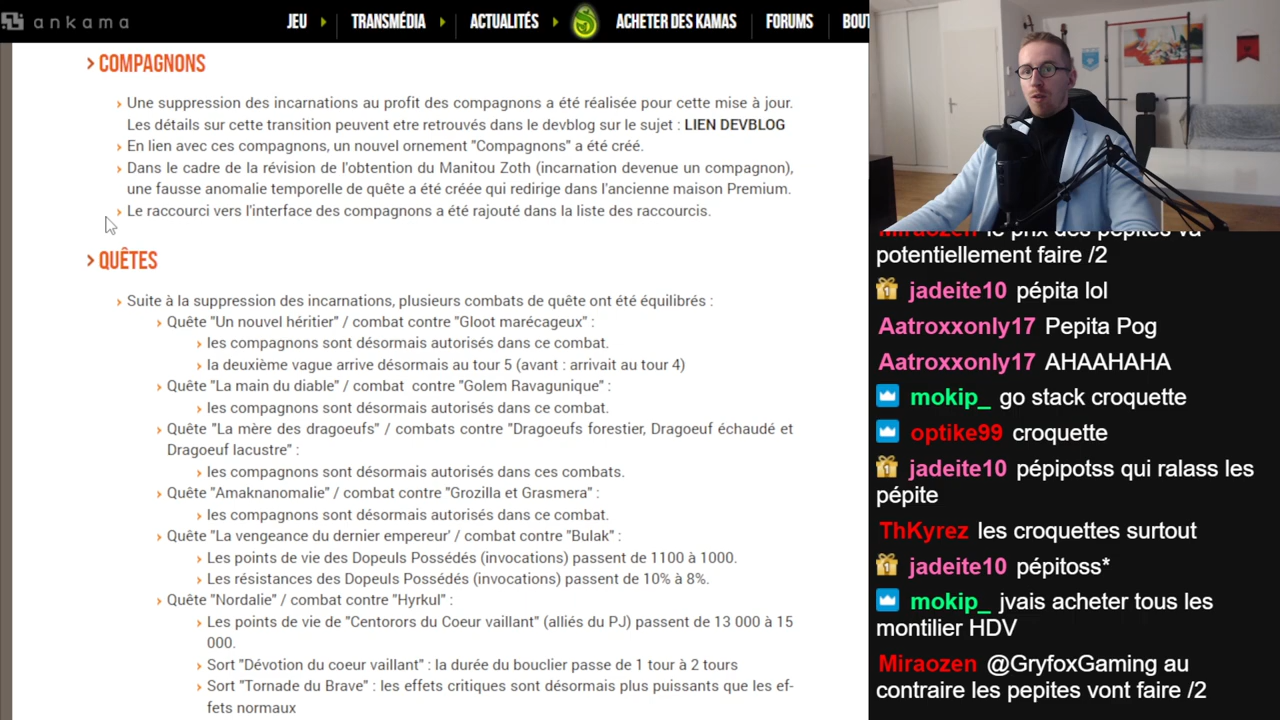 ankama
JEU
TRANSMÉDIA
ACTUALITÉS
ACHETER DES KAMAS
FORUMS
BOUT
COMPAGNONS
Une suppression des incarnations au profit des compagnons a été réalisée pour cette mise à jour.
Les détails sur cette transition peuvent etre retrouvés dans le devblog sur le sujet : LIEN DEVBLOG
En lien avec ces compagnons, un nouvel ornement "Compagnons" a été créé.
Dans le cadre de la révision de l'obtention du Manitou Zoth (incarnation devenue un compagnon),
une fausse anomalie temporelle de quête a été créée qui redirige dans l'ancienne maison Premium.
Le raccourci vers l'interface des compagnons a été rajouté dans la liste des raccourcis.
QUÊTES
Suite à la suppression des incarnations, plusieurs combats de quête ont été équilibrés :
Quête "Un nouvel héritier" / combat contre "Gloot marécageux" :
les compagnons sont désormais autorisés dans ce combat.
la deuxième vague arrive désormais au tour 5 (avant : arrivait au tour 4)
Quête "La main du diable" / combat contre "Golem Ravagunique" :
les compagnons sont désormais autorisés dans ce combat.
Quête "La mère des dragoeufs" / combats contre "Dragoeufs forestier, Dragoeuf échaudé et
Dragoeuf lacustre" :
les compagnons sont désormais autorisés dans ces combats.
Quête "Amaknanomalie" / combat contre "Grozilla et Grasmera" :
les compagnons sont désormais autorisés dans ce combat.
Quête "La vengeance du dernier empereur' / combat contre "Bulak" :
Les points de vie des Dopeuls Possédés (invocations) passent de 1100 à 1000.
Les résistances des Dopeuls Possédés (invocations) passent de 10% à 8%.
Quête "Nordalie" / combat contre "Hyrkul" :
Les points de vie de "Centorors du Coeur vaillant" (alliés du PJ) passent de 13 000 à 15
000.
Sort "Dévotion du coeur vaillant" : la durée du bouclier passe de 1 tour à 2 tours
Sort "Tornade du Brave" : les effets critiques sont désormais plus puissants que les ef-
fets normaux
Miraozen le prix des pepites va
potentiellement faire /2
jadeite10 pépita lol
Aatroxxonly17 Pepita Pog
Aatroxxonly17 AHAAHAHA
mokip_ go stack croquette
optike99 croquette
jadeite10 pépipotss qui ralass les
pépite
ThKyrez les croquettes surtout
jadeite10 pépitoss*
mokip_ jvais acheter tous les
montilier HDV
Miraozen @GryfoxGaming au
contraire les pepites vont faire /2